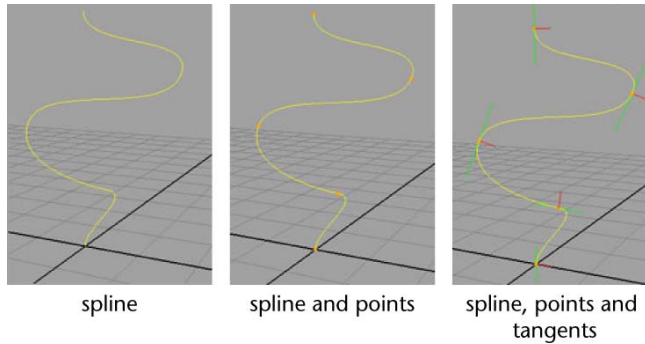 spline
spline and points
spline, points and
tangents